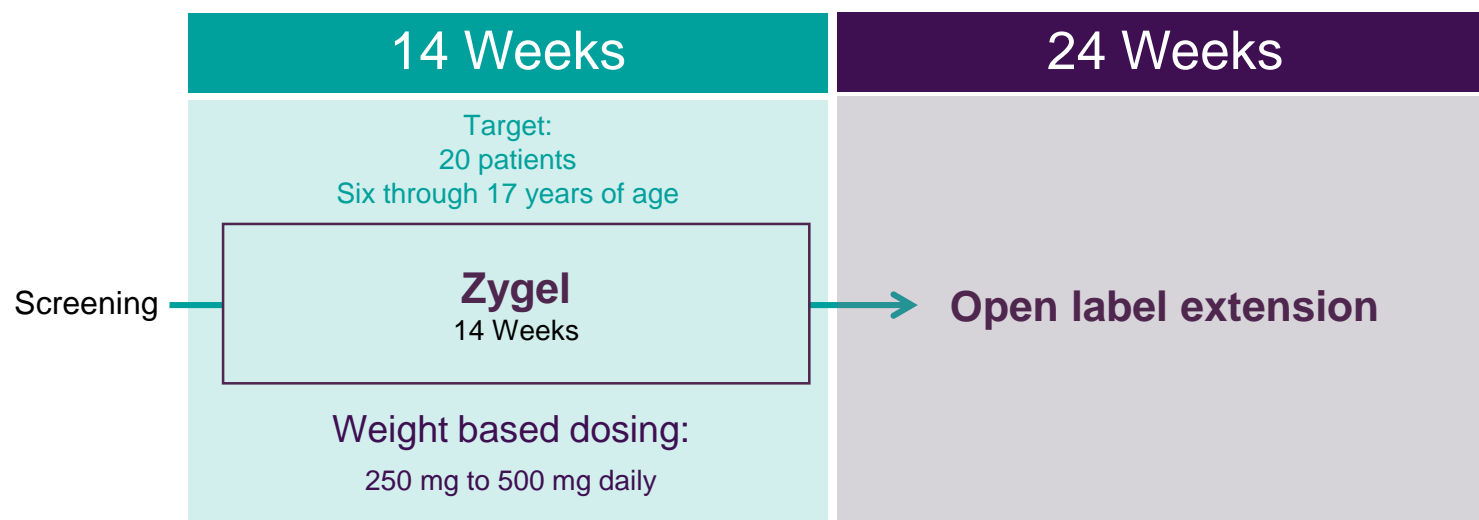 14 Weeks
24 Weeks
Target:
20 patients
Six through 17 years of age
Screening
Zygel
14 Weeks
Open label extension
Weight based dosing:
250 mg to 500 mg daily